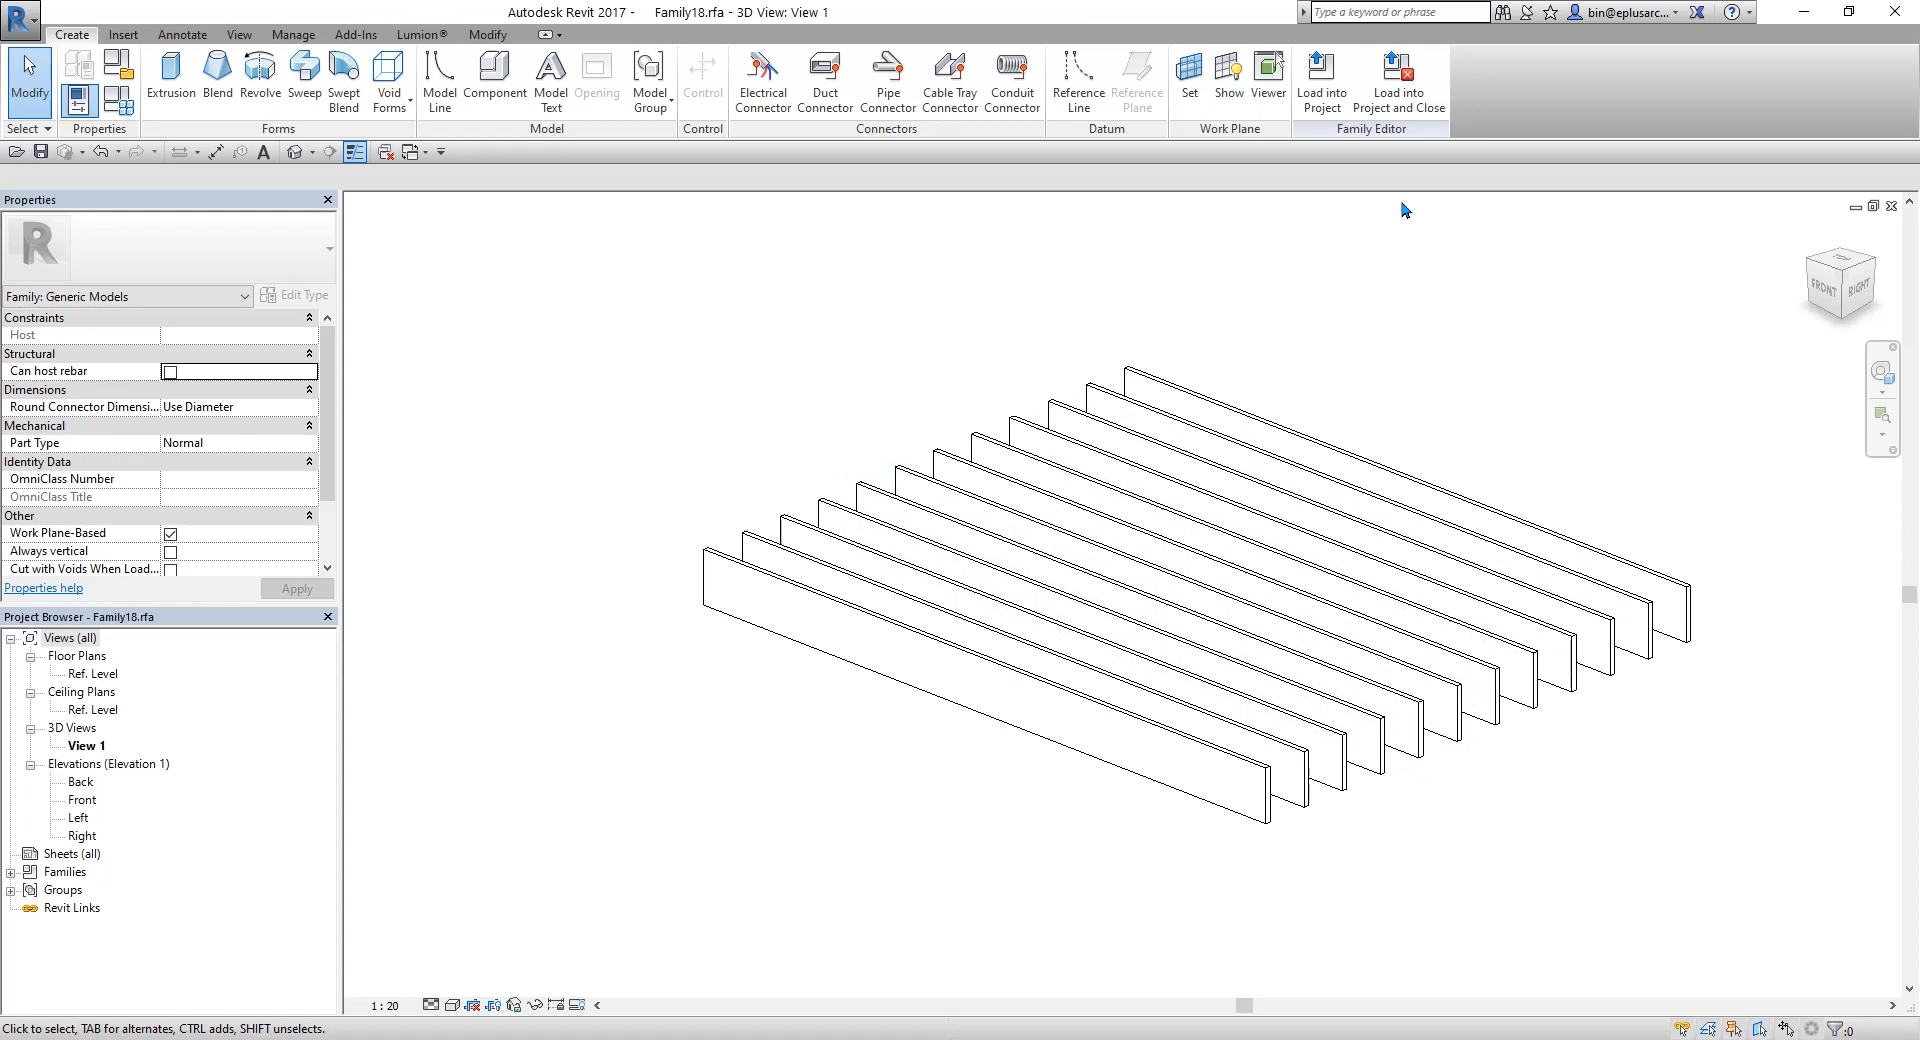 Autodesk Revit 2017 -    Family18.rfa - 3D View: View 1
Type a keyword or phrase
bin@eplusarc...
Create Insert Annotate View Manage Add-Ins Lumion® Modify
Modify
Extrusion Blend Revolve Sweep Swept Blend Void Forms
Model Line Component Model Text Opening Model Group
Control
Electrical Connector Duct Connector Pipe Connector Cable Tray Connector Conduit Connector
Reference Line Reference Plane
Set Show Viewer
Load into Project Load into Project and Close
Select Properties Forms Model Control Connectors Datum Work Plane Family Editor
Properties
Family: Generic Models Edit Type
Constraints
Host
Structural
Can host rebar
Dimensions
Round Connector Dimensi... Use Diameter
Mechanical
Part Type Normal
Identity Data
OmniClass Number
OmniClass Title
Other
Work Plane-Based
Always vertical
Cut with Voids When Load...
Properties help Apply
Project Browser - Family18.rfa
Views (all)
Floor Plans
Ref. Level
Ceiling Plans
Ref. Level
3D Views
View 1
Elevations (Elevation 1)
Back
Front
Left
Right
Sheets (all)
Families
Groups
Revit Links
TOP
FRONT RIGHT
1 : 20
Click to select, TAB for alternates, CTRL adds, SHIFT unselects.
:0